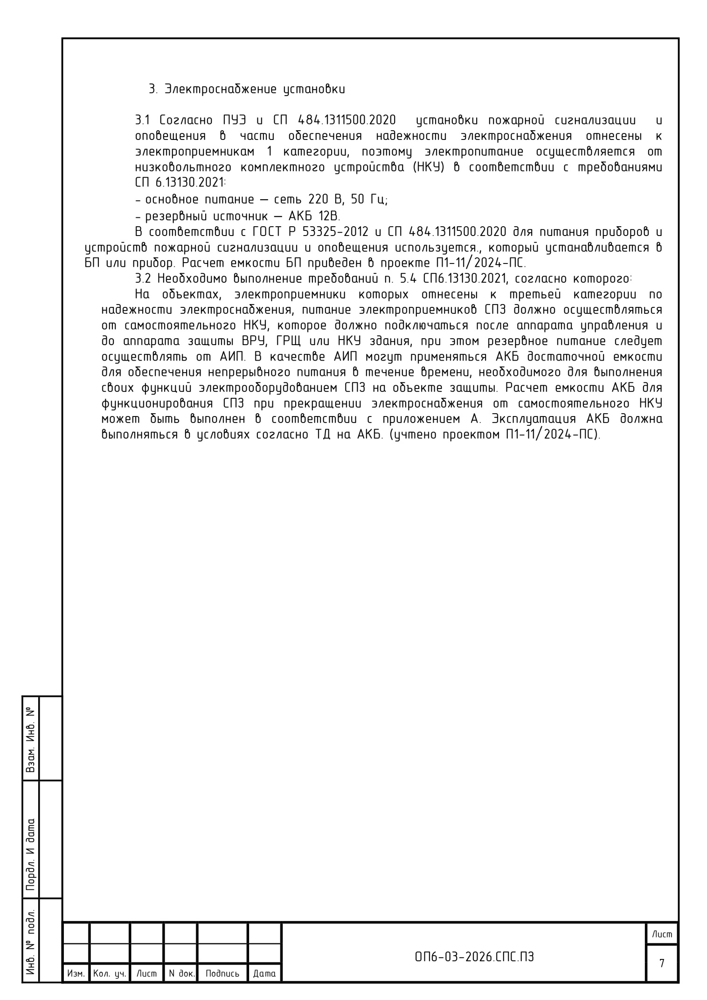 3. Электроснабжение установки
3.1 Согласно ПУЭ и СП 484.1311500.2020 установки пожарной сигнализации и
оповещения в части обеспечения надежности электроснабжения отнесены к
электроприемникам 1 категории, поэтому электропитание осуществляется от
низковольтного комплектного устройства (НКУ) в соответствии с требованиями
СП 6.13130.2021:
- основное питание – сеть 220 В, 50 Гц;
- резервный источник – АКБ 12В.
В соответствии с ГОСТ Р 53325-2012 и СП 484.1311500.2020 для питания приборов и
устройств пожарной сигнализации и оповещения используется., который устанавливается в
БП или прибор. Расчет емкости БП приведен в проекте П1-11/2024-ПС.
3.2 Необходимо выполнение требований п. 5.4 СП6.13130.2021, согласно которого:
На объектах, электроприемники которых отнесены к третьей категории по
надежности электроснабжения, питание электроприемников СПЗ должно осуществляться
от самостоятельного НКУ, которое должно подключаться после аппарата управления и
до аппарата защиты ВРУ, ГРЩ или НКУ здания, при этом резервное питание следует
осуществлять от АИП. В качестве АИП могут применяться АКБ достаточной емкости
для обеспечения непрерывного питания в течение времени, необходимого для выполнения
своих функций электрооборудованием СПЗ на объекте защиты. Расчет емкости АКБ для
функционирования СПЗ при прекращении электроснабжения от самостоятельного НКУ
может быть выполнен в соответствии с приложением А. Эксплуатация АКБ должна
выполняться в условиях согласно ТД на АКБ. (учтено проектом П1-11/2024-ПС).
Взам. Инв. №
Пордл. И дата
Инв. № подл.
Изм. Кол. уч. Лист N док. Подпись Дата
ОП6-03-2026.СПС.ПЗ
Лист
7